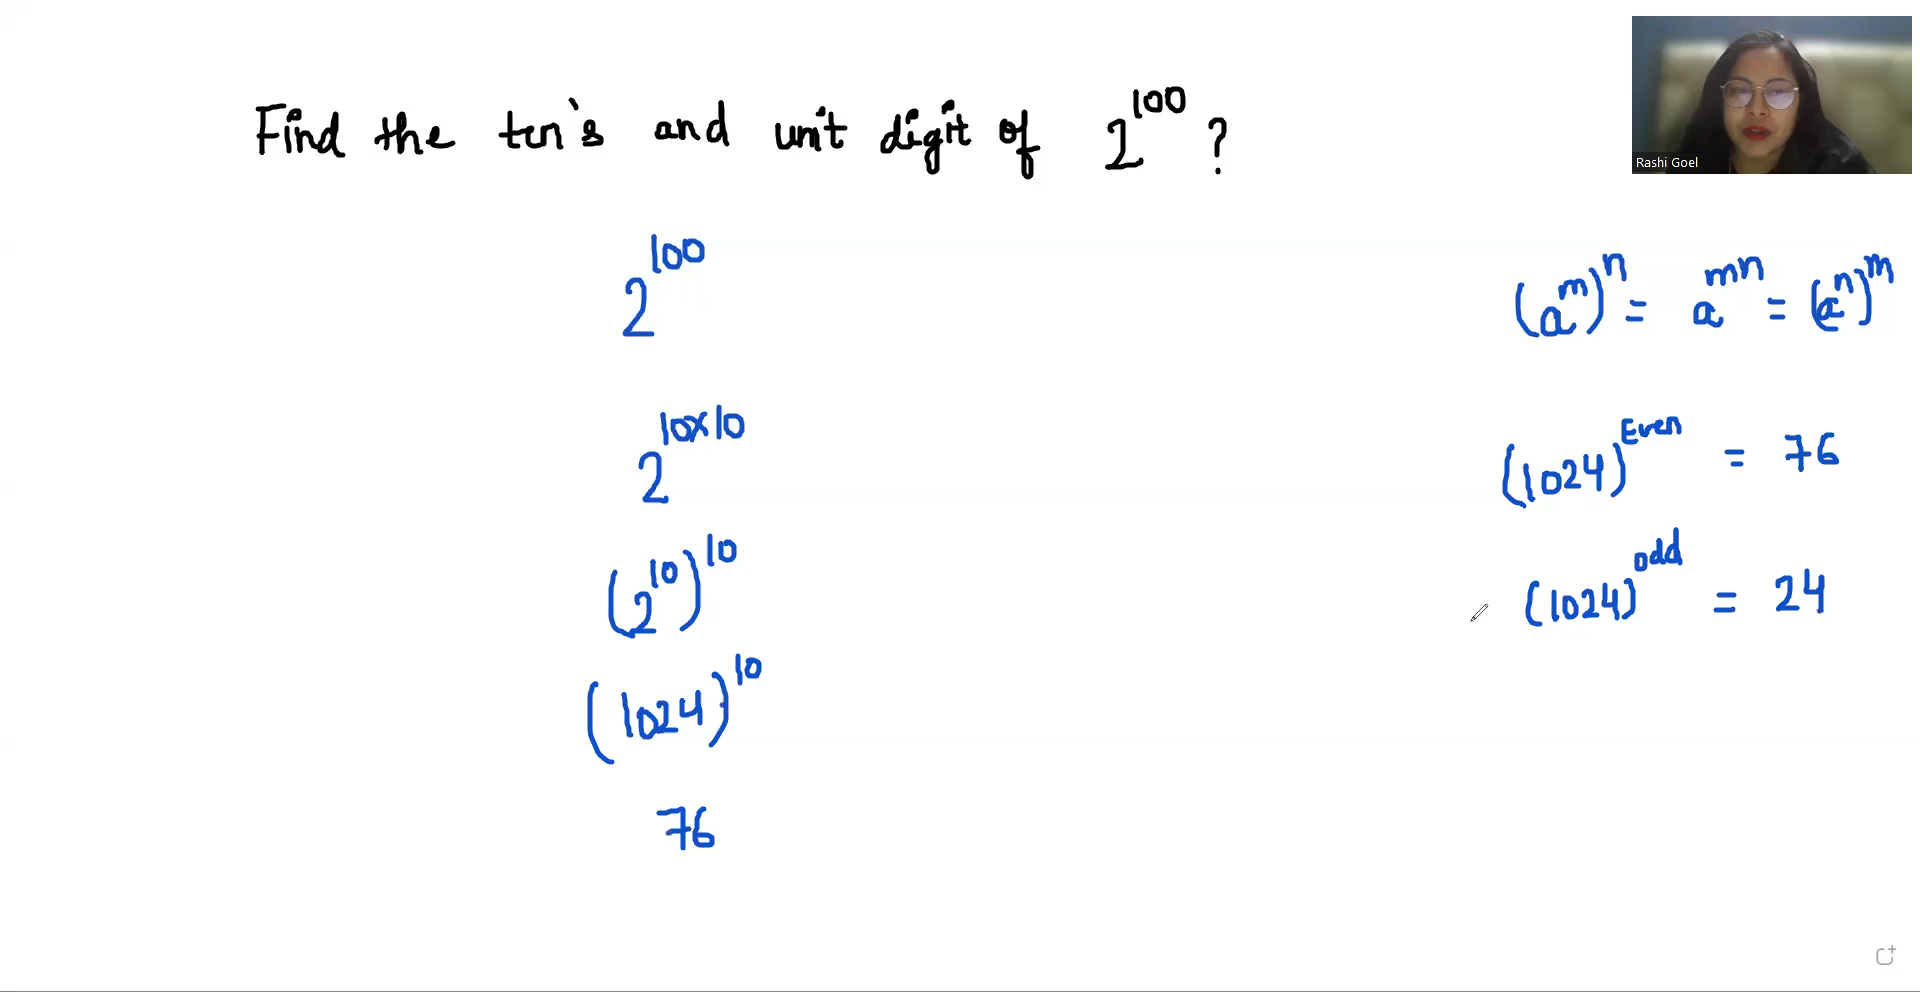 Find the ten's and unit digit of 2^100 ?
Rashi Goel
2^100
(a^m)^n = a^mn = (a^n)^m
2^10x10
(1024)^Even = 76
(2^10)^10
(1024)^odd = 24
(1024)^10
76